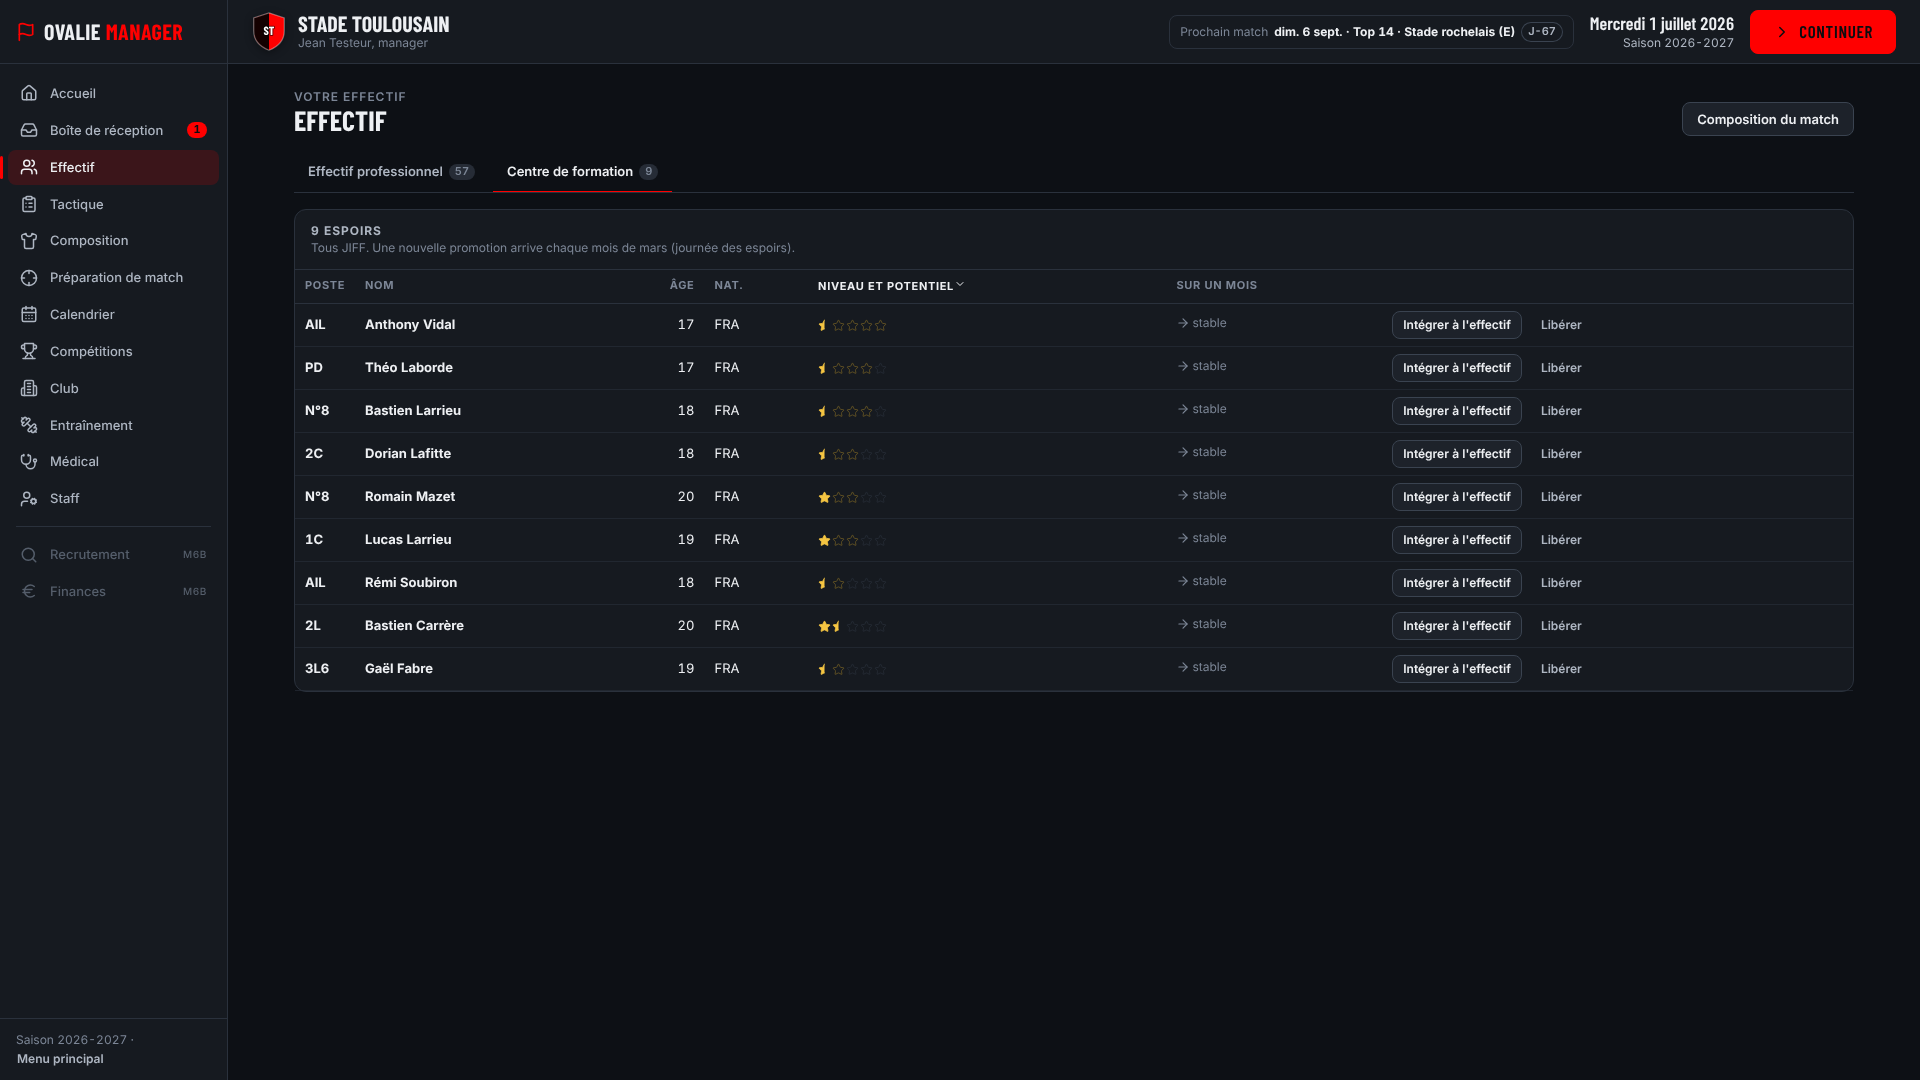 OVALIE MANAGER
ST
STADE TOULOUSAIN
Jean Testeur, manager
Prochain match dim. 6 sept. · Top 14 · Stade rochelais (E) J-67
Mercredi 1 juillet 2026
Saison 2026-2027
CONTINUER
Accueil
Boîte de réception 1
Effectif
Tactique
Composition
Préparation de match
Calendrier
Compétitions
Club
Entraînement
Médical
Staff
Recrutement M6B
Finances M6B
Saison 2026-2027 ·
Menu principal
VOTRE EFFECTIF
EFFECTIF
Composition du match
Effectif professionnel 57 Centre de formation 9
9 ESPOIRS
Tous JIFF. Une nouvelle promotion arrive chaque mois de mars (journée des espoirs).
POSTE NOM ÂGE NAT. NIVEAU ET POTENTIEL SUR UN MOIS
AIL Anthony Vidal 17 FRA → stable Intégrer à l'effectif Libérer
PD Théo Laborde 17 FRA → stable Intégrer à l'effectif Libérer
N°8 Bastien Larrieu 18 FRA → stable Intégrer à l'effectif Libérer
2C Dorian Lafitte 18 FRA → stable Intégrer à l'effectif Libérer
N°8 Romain Mazet 20 FRA → stable Intégrer à l'effectif Libérer
1C Lucas Larrieu 19 FRA → stable Intégrer à l'effectif Libérer
AIL Rémi Soubiron 18 FRA → stable Intégrer à l'effectif Libérer
2L Bastien Carrère 20 FRA → stable Intégrer à l'effectif Libérer
3L6 Gaël Fabre 19 FRA → stable Intégrer à l'effectif Libérer